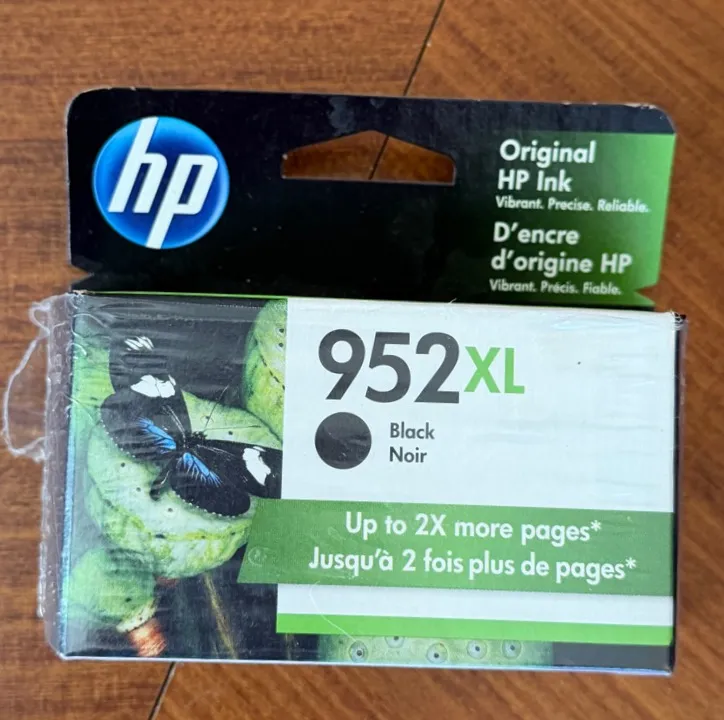 hp
Original
HP Ink
Vibrant. Precise. Reliable.
D'encre
d'origine HP
Vibrant. Précis. Fiable.
952XL
Black
Noir
Up to 2X more pages*
Jusqu'à 2 fois plus de pages*